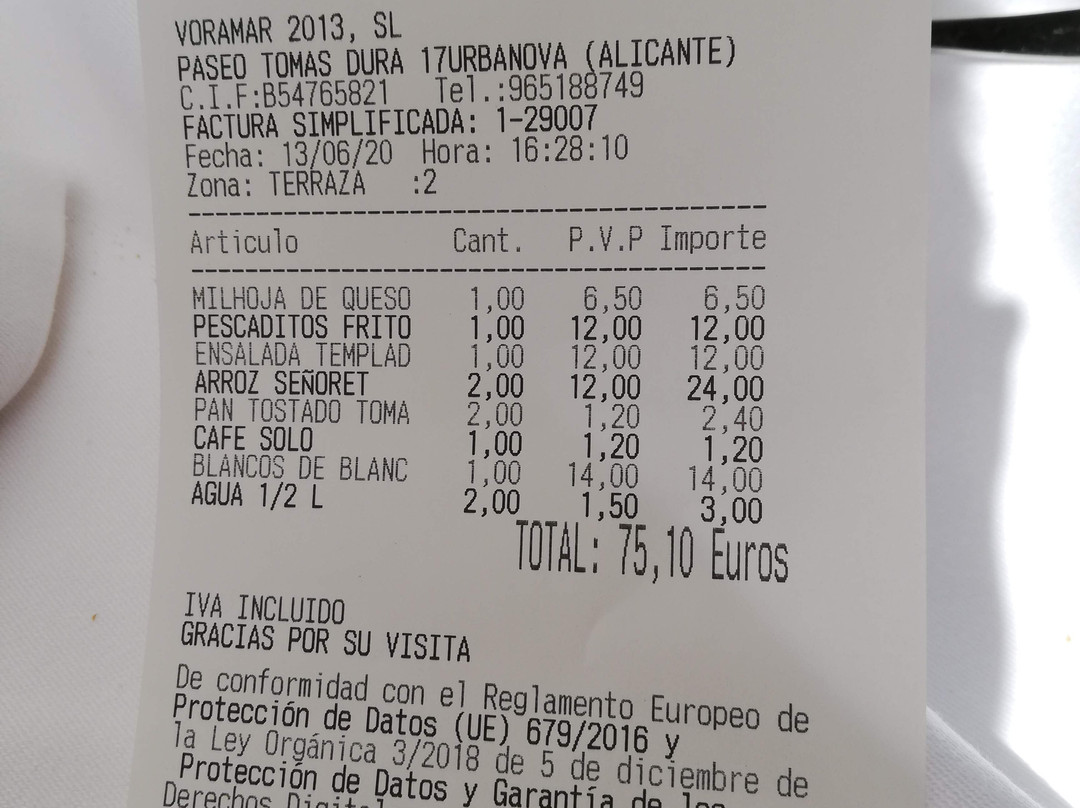 VORAMAR 2013, SL
PASEO TOMAS DURA 17URBANOVA (ALICANTE)
C.I.F:B54765821 Tel.:965188749
FACTURA SIMPLIFICADA: 1-29007
Fecha: 13/06/20 Hora: 16:28:10
Zona: TERRAZA :2
Articulo Cant. P.V.P Importe
MILHOJA DE QUESO 1,00 6,50 6,50
PESCADITOS FRITO 1,00 12,00 12,00
ENSALADA TEMPLAD 1,00 12,00 12,00
ARROZ SEÑORET 2,00 12,00 24,00
PAN TOSTADO TOMA 2,00 1,20 2,40
CAFE SOLO 1,00 1,20 1,20
BLANCOS DE BLANC 1,00 14,00 14,00
AGUA 1/2 L 2,00 1,50 3,00
TOTAL: 75,10 Euros
IVA INCLUIDO
GRACIAS POR SU VISITA
De conformidad con el Reglamento Europeo de
Protección de Datos (UE) 679/2016 y
la Ley Orgánica 3/2018 de 5 de diciembre de
Protección de Datos y Garantía de los
Derechos